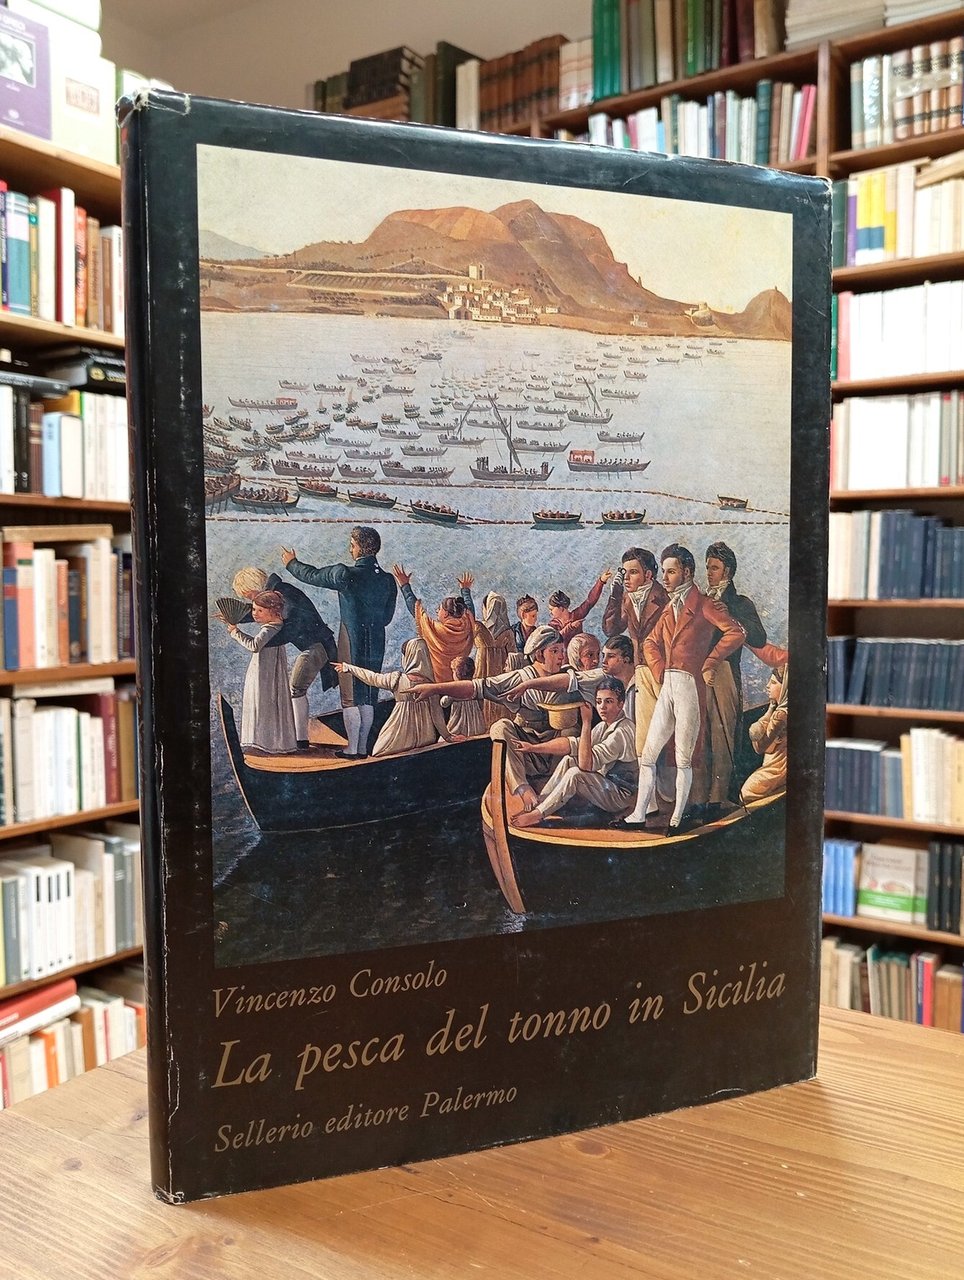 Vincenzo Consolo
La pesca del tonno in Sicilia
Sellerio editore Palermo